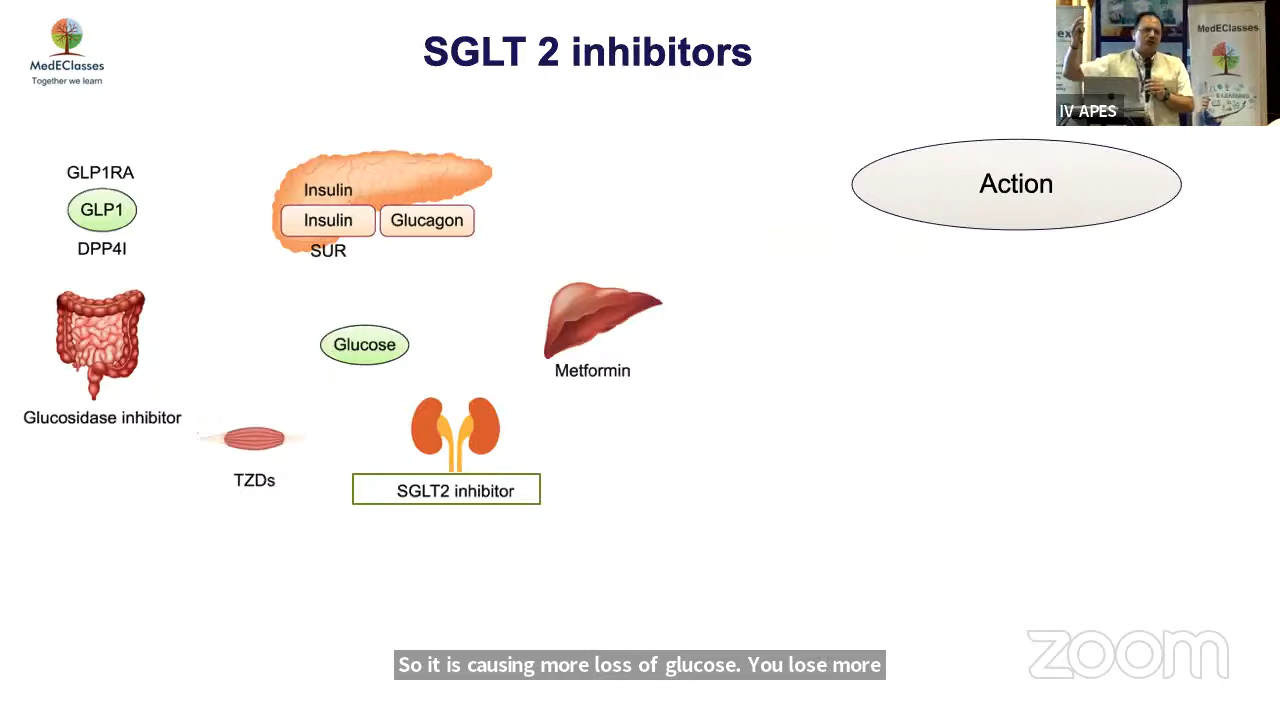 MedEClasses
Together we learn
SGLT 2 inhibitors
MedEClasses
IV APES
GLP1RA
GLP1
DPP4I
Insulin
Insulin
Glucagon
SUR
Action
Glucose
Metformin
Glucosidase inhibitor
TZDs
SGLT2 inhibitor
So it is causing more loss of glucose. You lose more
zoom